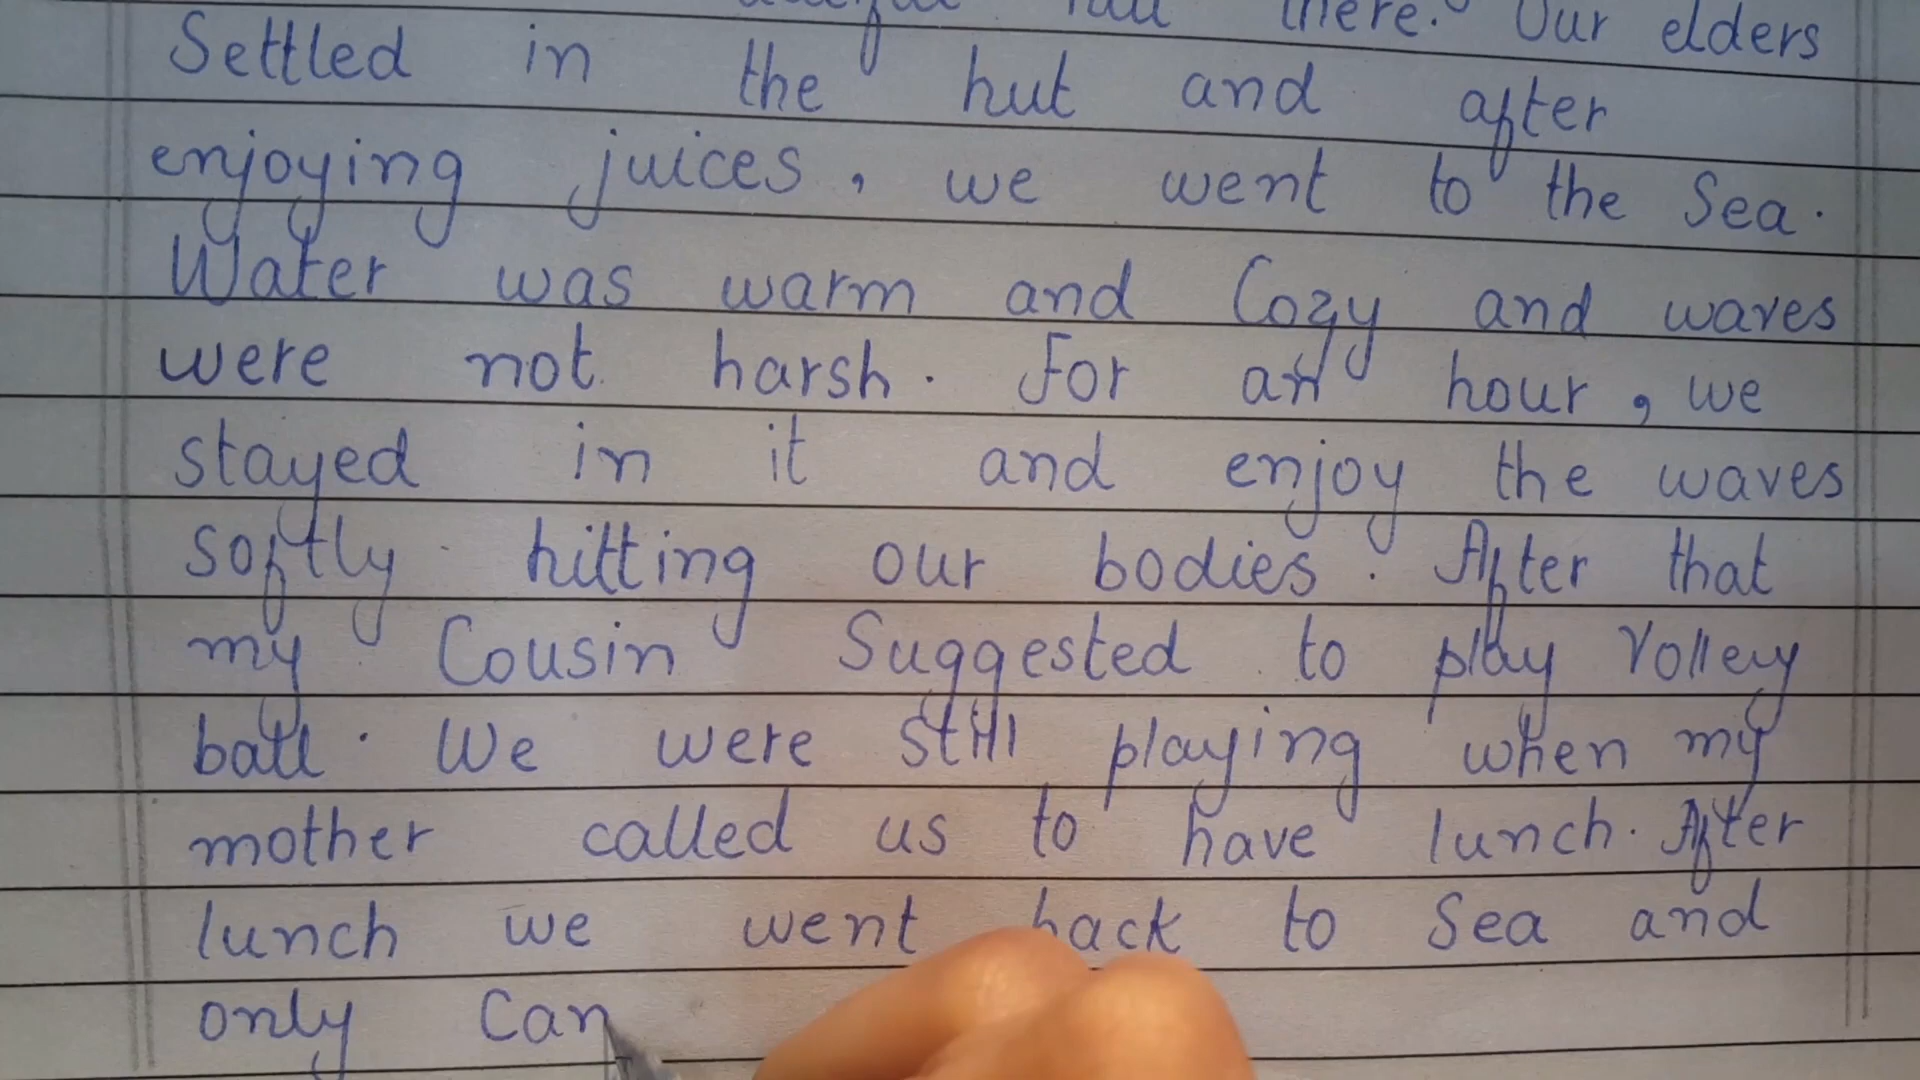 there. Our elders
Settled in the hut and after
enjoying juices, we went to the Sea.
Water was warm and Cozy and waves
were not harsh. For an hour, we
stayed in it and enjoy the waves
softly hitting our bodies. After that
my Cousin Suggested to play Volley
ball. We were still playing when my
mother called us to have lunch. After
lunch we went back to Sea and
only Can